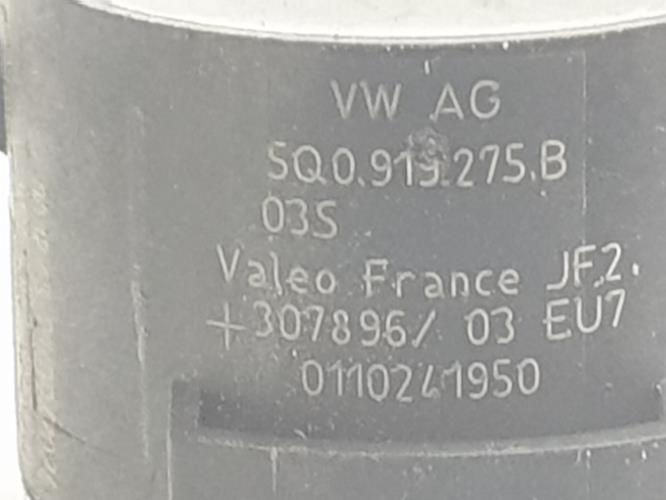 VW AG
5Q0.919.275.B
03S
Valeo France JF2.
+307896/ 03 EU7
0110241950